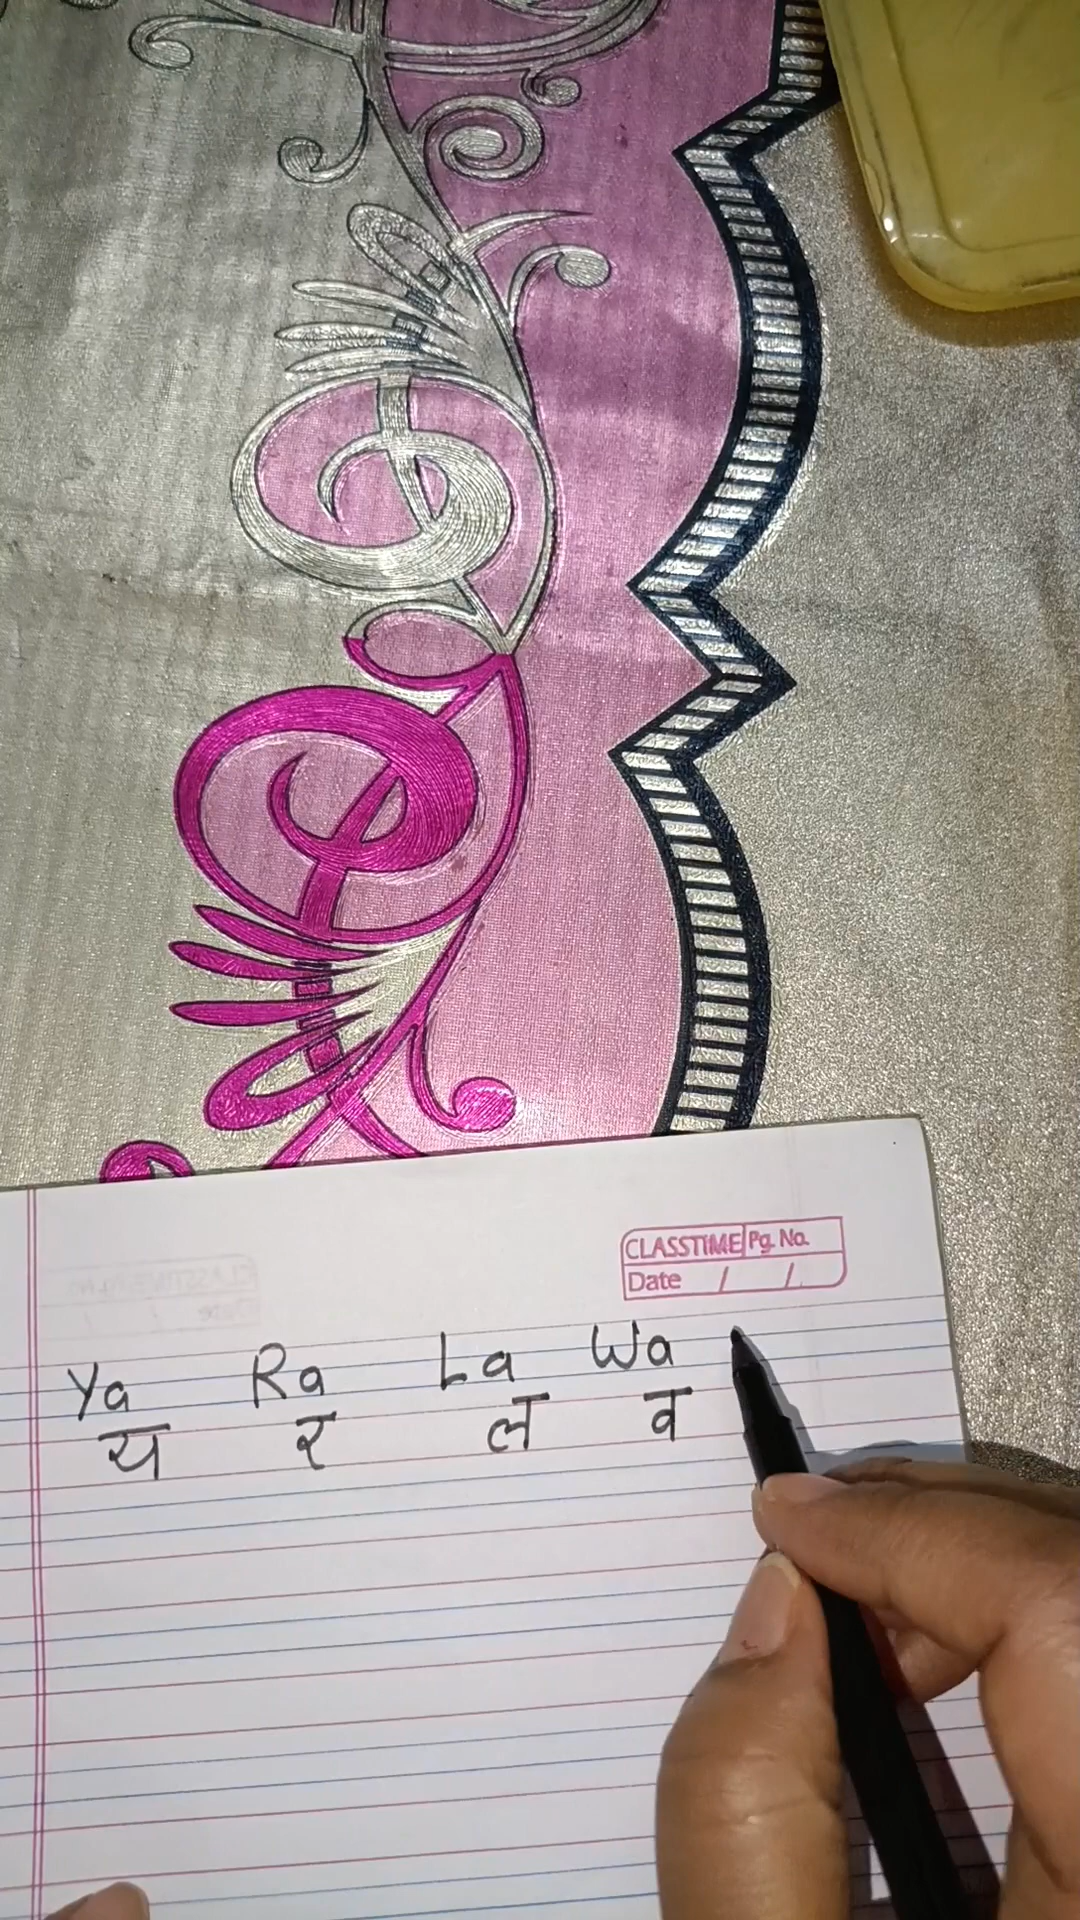 CLASSTIME Pg. No.
Date / /
Ya Ra La Wa
य र ल व